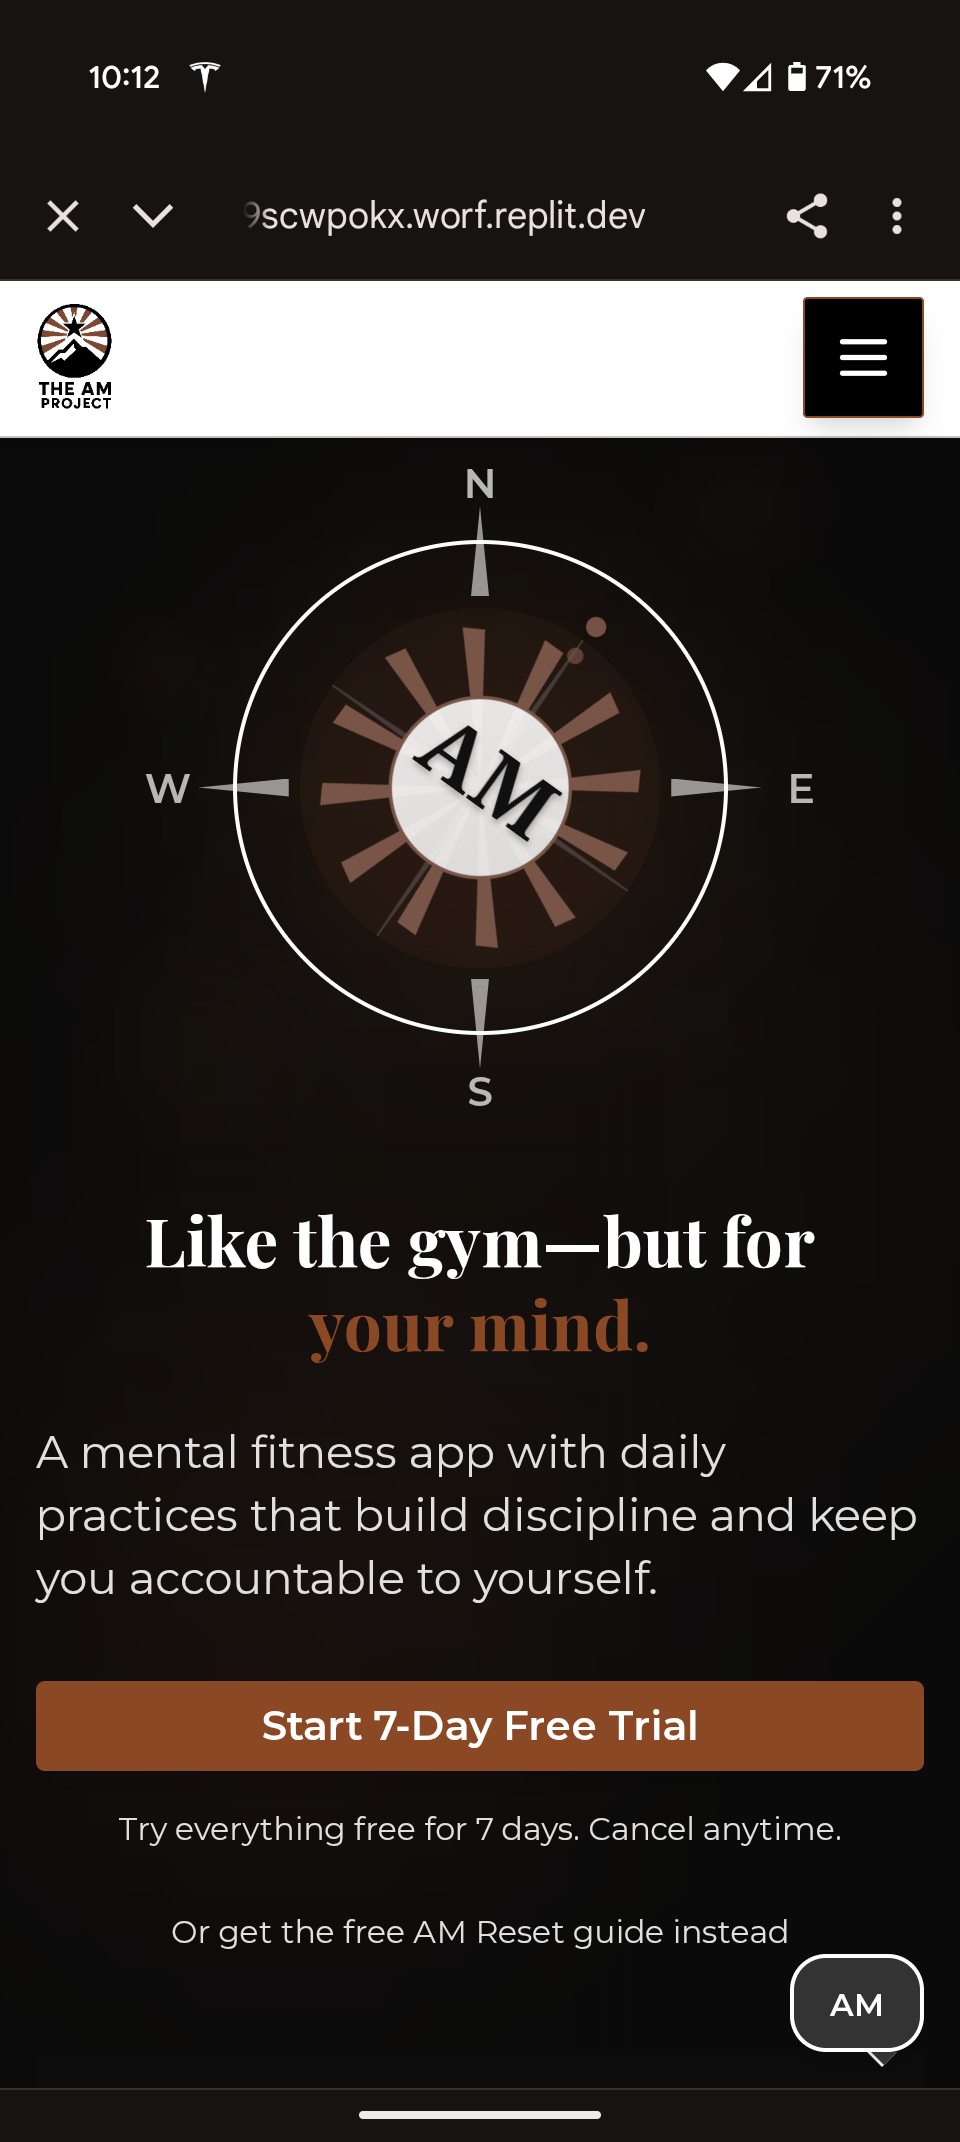 10:12
71%
9scwpokx.worf.replit.dev
THE AM
PROJECT
N
W
AM
E
S
Like the gym—but for
your mind.
A mental fitness app with daily
practices that build discipline and keep
you accountable to yourself.
Start 7-Day Free Trial
Try everything free for 7 days. Cancel anytime.
Or get the free AM Reset guide instead
AM